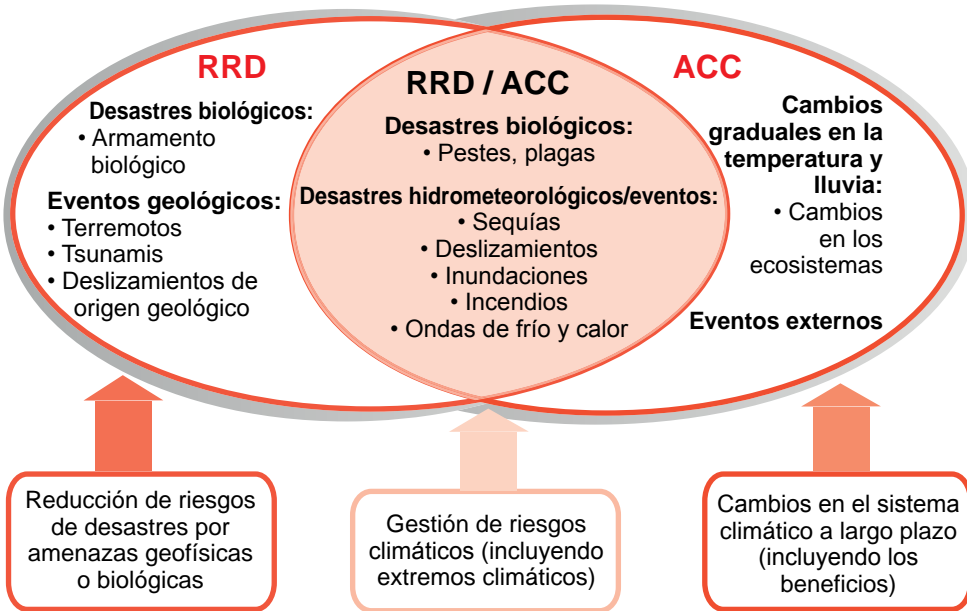 RRD
Desastres biológicos:
• Armamento
biológico
Eventos geológicos:
• Terremotos
• Tsunamis
• Deslizamientos de
origen geológico
RRD / ACC
Desastres biológicos:
• Pestes, plagas
Desastres hidrometeorológicos/eventos:
• Sequías
• Deslizamientos
• Inundaciones
• Incendios
• Ondas de frío y calor
ACC
Cambios
graduales en la
temperatura y
lluvia:
• Cambios
en los
ecosistemas
Eventos externos
Reducción de riesgos
de desastres por
amenazas geofísicas
o biológicas
Gestión de riesgos
climáticos (incluyendo
extremos climáticos)
Cambios en el sistema
climático a largo plazo
(incluyendo los
beneficios)